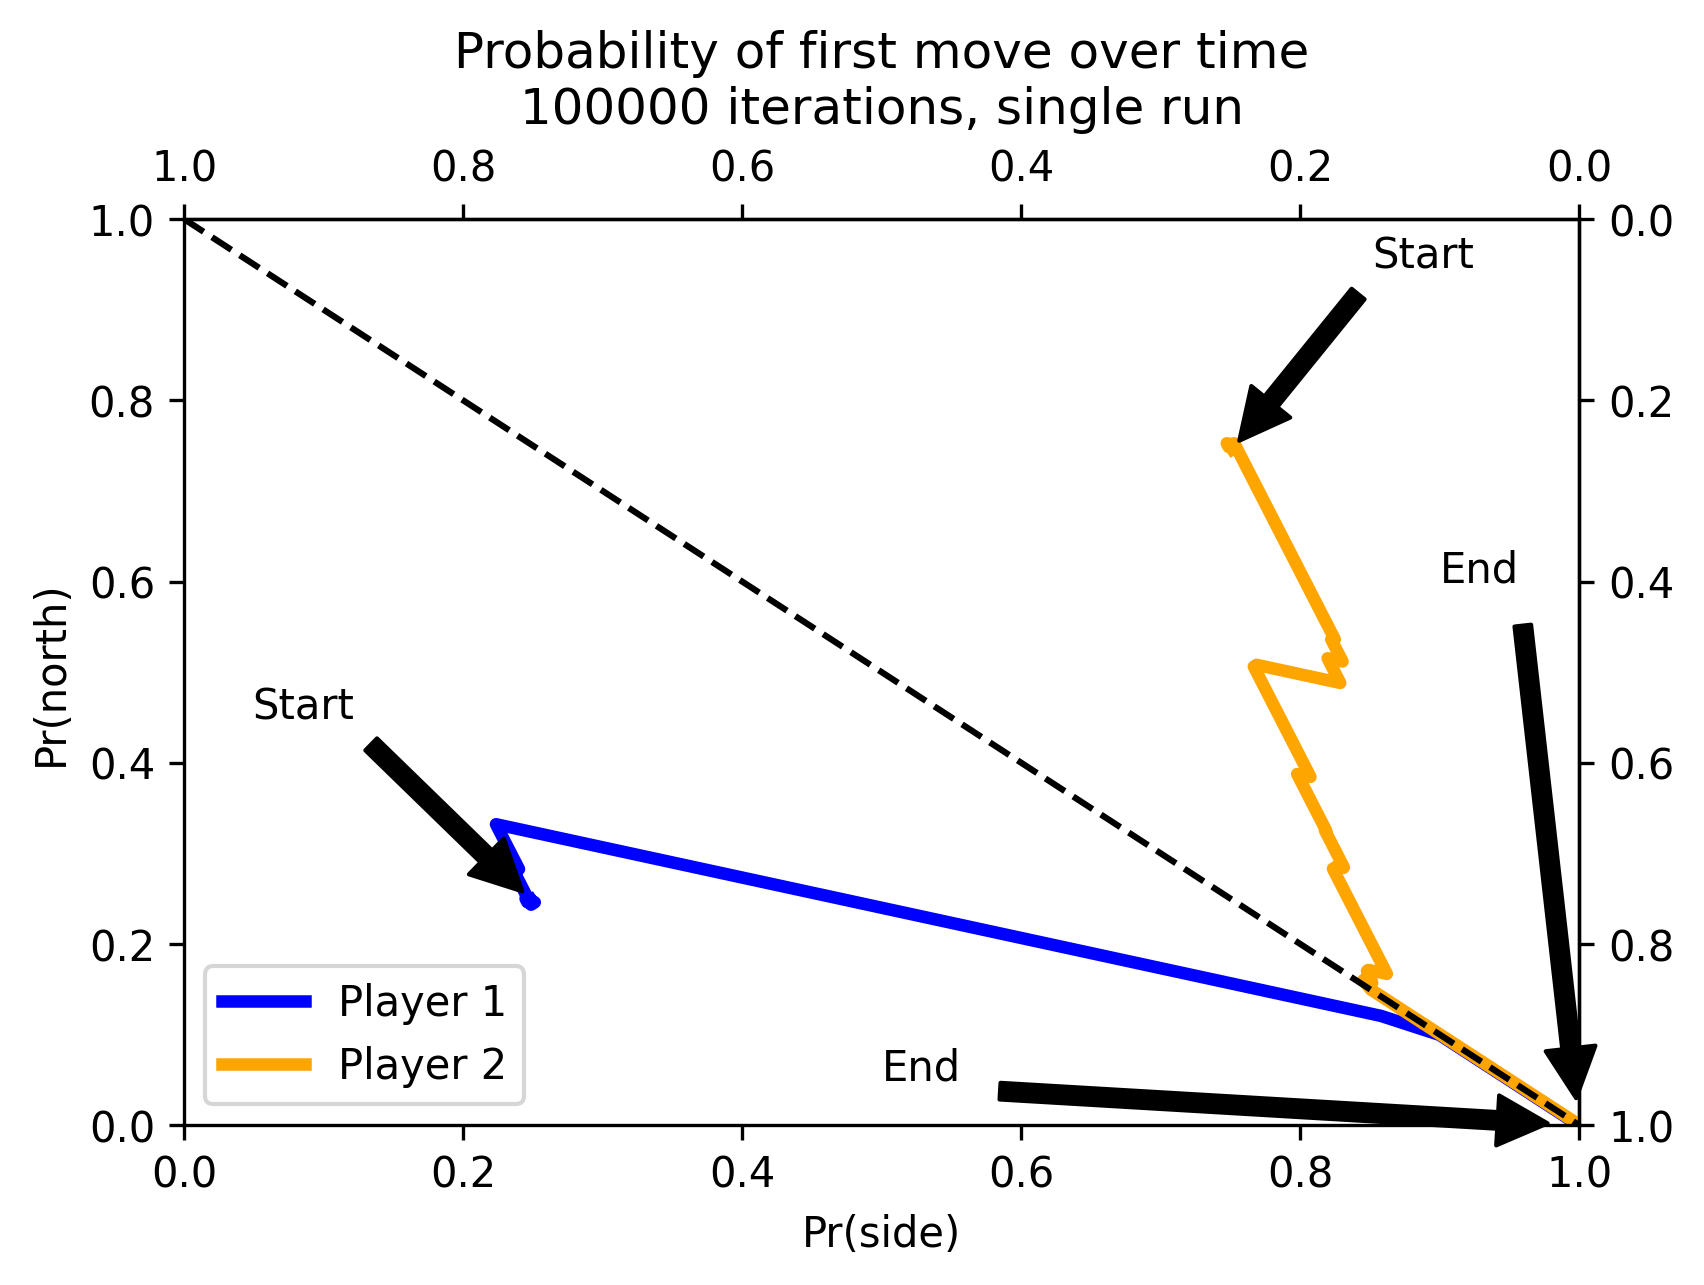 Probability of first move over time
100000 iterations, single run
1.0 0.8 0.6 0.4 0.2 0.0
1.0 0.0
Start
0.8 0.2
End
0.6 0.4
Pr(north)
Start
0.4 0.6
0.2 0.8
Player 1
End
Player 2
0.0 1.0
0.0 0.2 0.4 0.6 0.8 1.0
Pr(side)